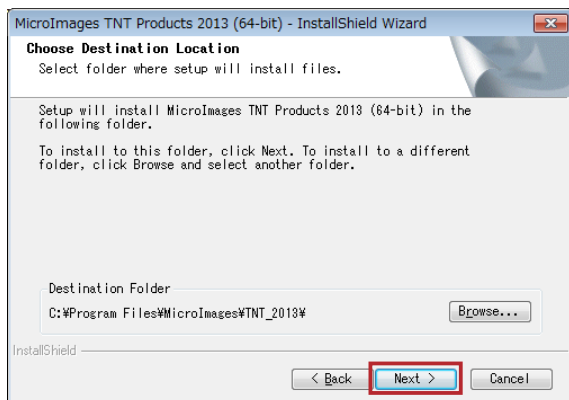 MicroImages TNT Products 2013 (64-bit) - InstallShield Wizard
Choose Destination Location
Select folder where setup will install files.
Setup will install MicroImages TNT Products 2013 (64-bit) in the
following folder.
To install to this folder, click Next. To install to a different
folder, click Browse and select another folder.
Destination Folder
C:¥Program Files¥MicroImages¥TNT_2013¥
Browse...
InstallShield
< Back
Next >
Cancel